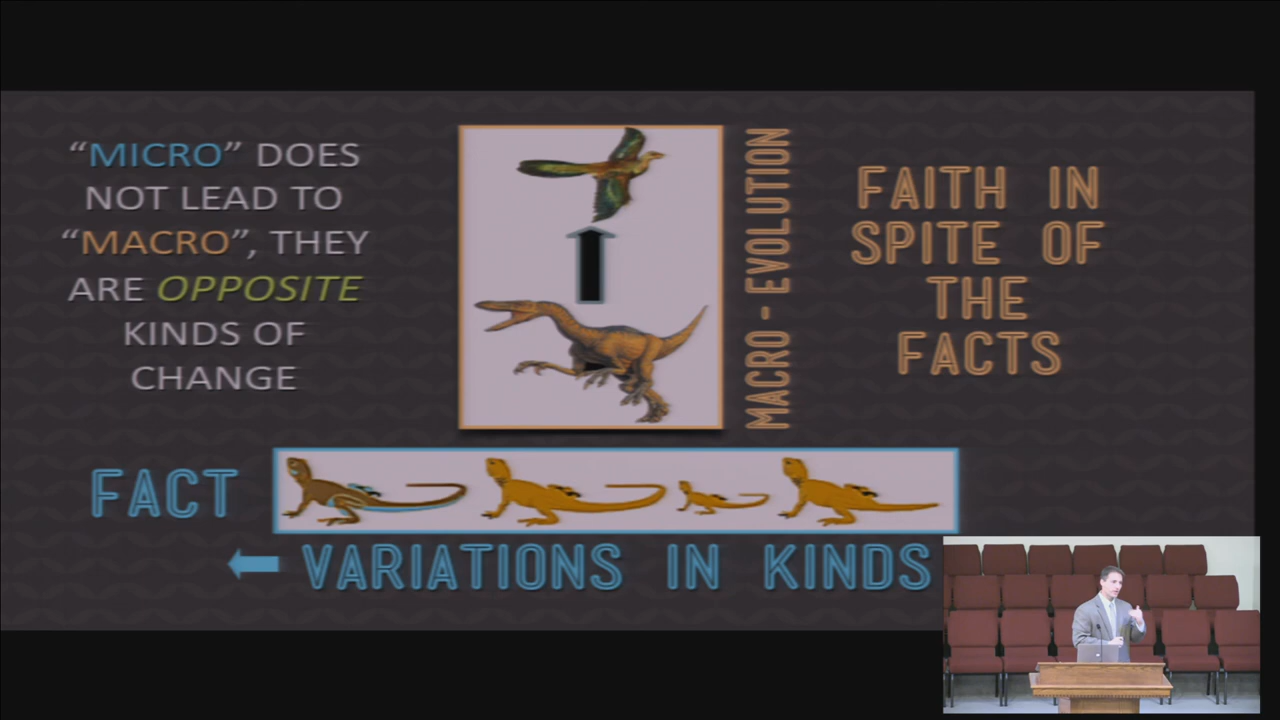 “MICRO” DOES
NOT LEAD TO
“MACRO”, THEY
ARE OPPOSITE
KINDS OF
CHANGE
MACRO - EVOLUTION
FAITH IN
SPITE OF
THE
FACTS
FACT
VARIATIONS IN KINDS